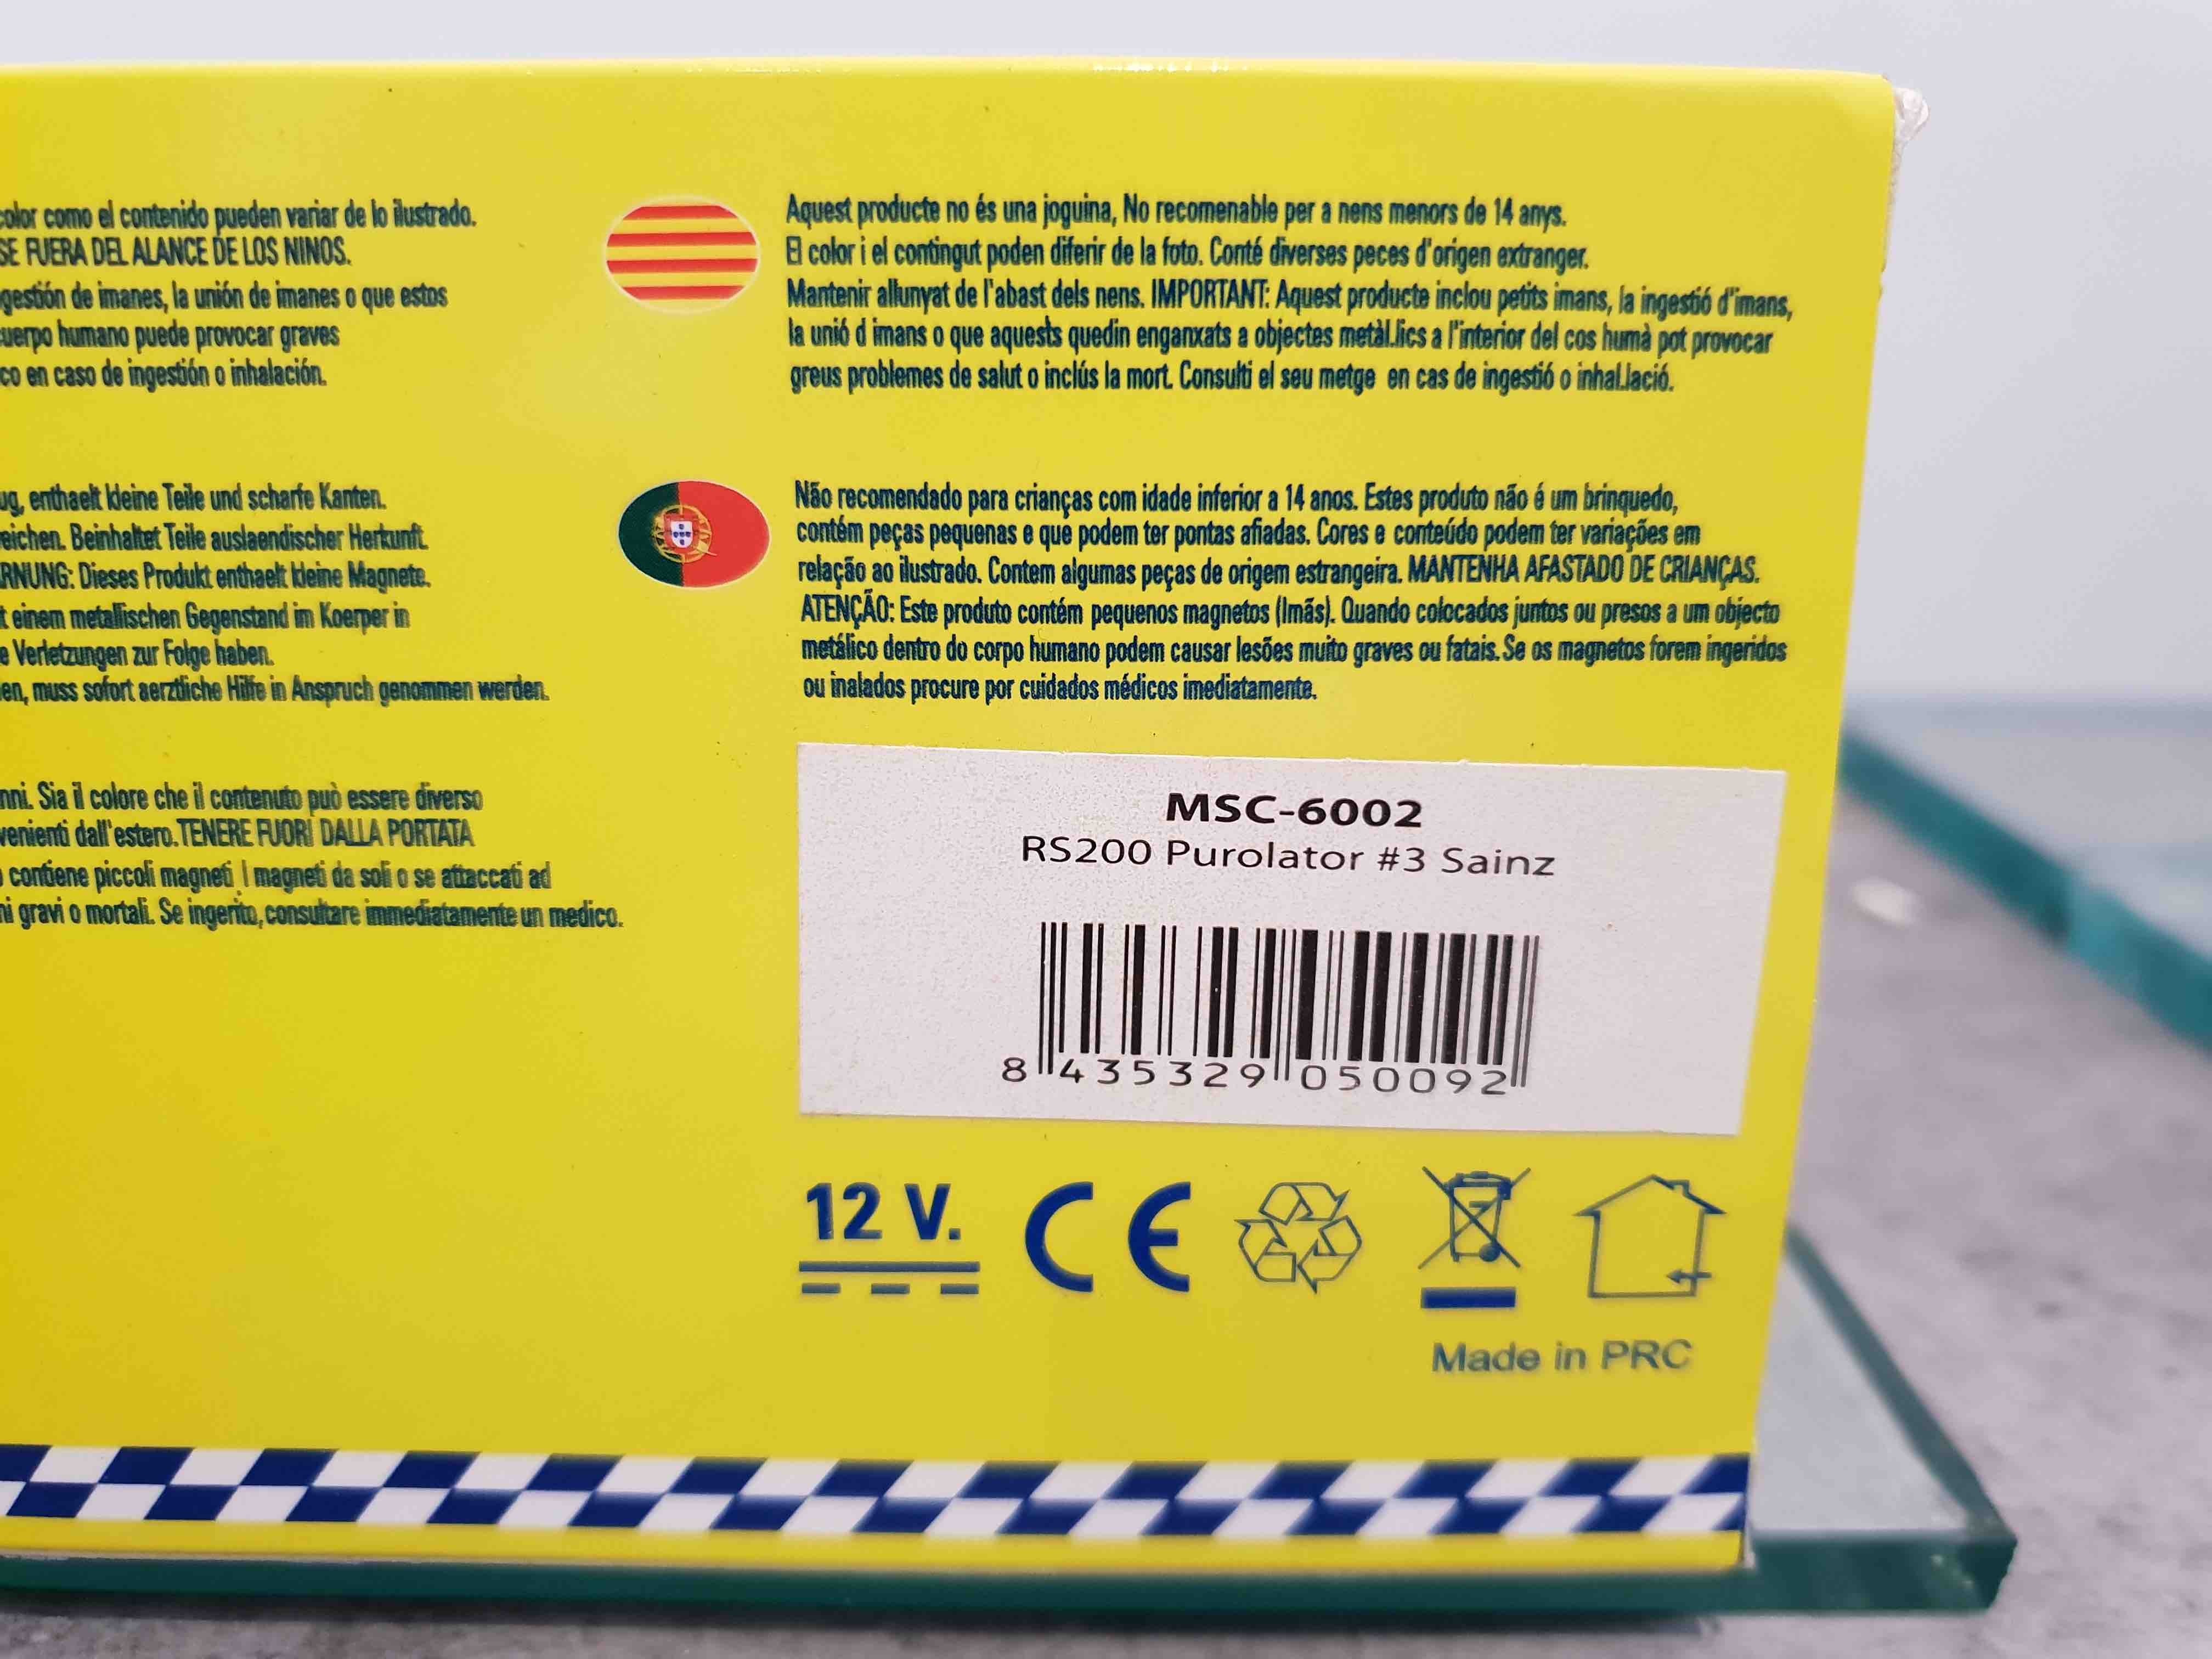 color como el contenido pueden variar de lo ilustrado.
SE FUERA DEL ALANCE DE LOS NINOS.
gestión de imanes, la unión de imanes o que estos
cuerpo humano puede provocar graves
co en caso de ingestión o inhalación.
Aquest producte no és una joguina, No recomenable per a nens menors de 14 anys.
El color i el contingut poden diferir de la foto. Conté diverses peces d'origen extranger.
Mantenir allunyat de l'abast dels nens. IMPORTANT: Aquest producte inclou petits imans, la ingestió d'imans,
la unió d imans o que aquests quedin enganxats a objectes metàl.lics a l'interior del cos humà pot provocar
greus problemes de salut o inclús la mort. Consulti el seu metge en cas de ingestió o inhal.lació.
ug, enthaelt kleine Teile und scharfe Kanten.
eichen. Beinhaltet Teile auslaendischer Herkunft.
RNUNG: Dieses Produkt enthaelt kleine Magnete.
t einem metallischen Gegenstand im Koerper in
e Verletzungen zur Folge haben.
en, muss sofort aerztliche Hilfe in Anspruch genommen werden.
Não recomendado para crianças com idade inferior a 14 anos. Estes produto não é um brinquedo,
contém peças pequenas e que podem ter pontas afiadas. Cores e conteúdo podem ter variações em
relação ao ilustrado. Contem algumas peças de origem estrangeira. MANTENHA AFASTADO DE CRIANÇAS.
ATENÇÃO: Este produto contém pequenos magnetos (Imãs). Quando colocados juntos ou presos a um objecto
metálico dentro do corpo humano podem causar lesões muito graves ou fatais. Se os magnetos forem ingeridos
ou inalados procure por cuidados médicos imediatamente.
nni. Sia il colore che il contenuto può essere diverso
venienti dall'estero. TENERE FUORI DALLA PORTATA
o contiene piccoli magneti. I magneti da soli o se attaccati ad
ni gravi o mortali. Se ingerito, consultare immediatamente un medico.
MSC-6002
RS200 Purolator #3 Sainz
8 435329 050092
12 V.
CE
Made in PRC